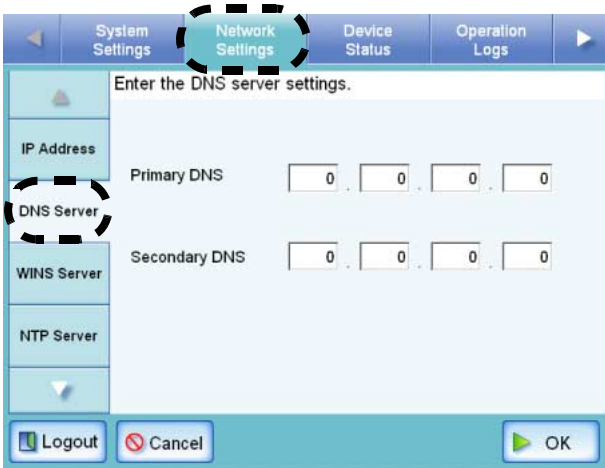 System Settings
Network Settings
Device Status
Operation Logs
Enter the DNS server settings.
IP Address
DNS Server
WINS Server
NTP Server
Primary DNS 0 . 0 . 0 . 0
Secondary DNS 0 . 0 . 0 . 0
Logout
Cancel
OK